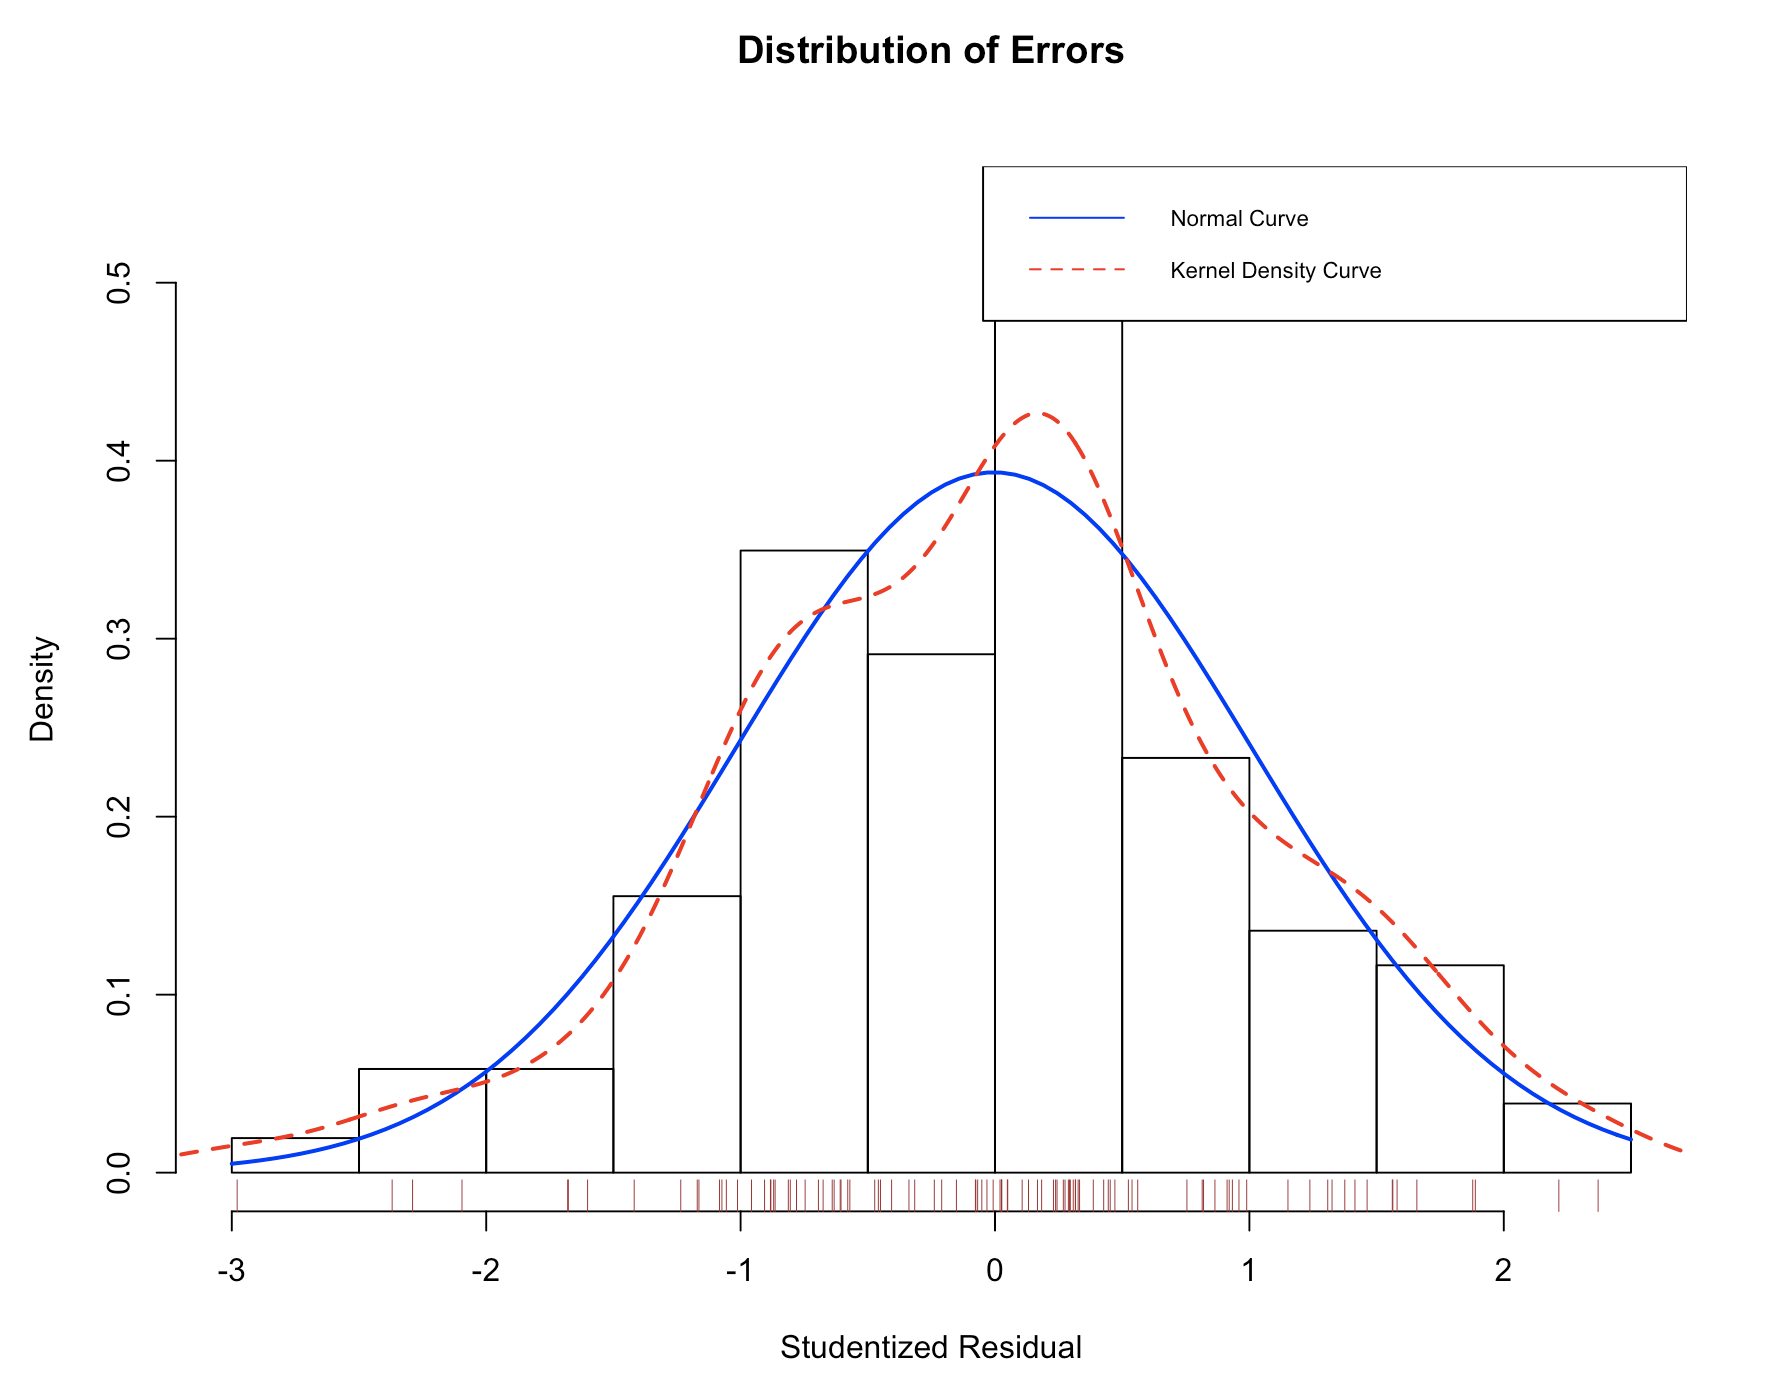 Distribution of Errors
Normal Curve
Kernel Density Curve
0.5
0.4
0.3
0.2
0.1
0.0
Density
-3 -2 -1 0 1 2
Studentized Residual